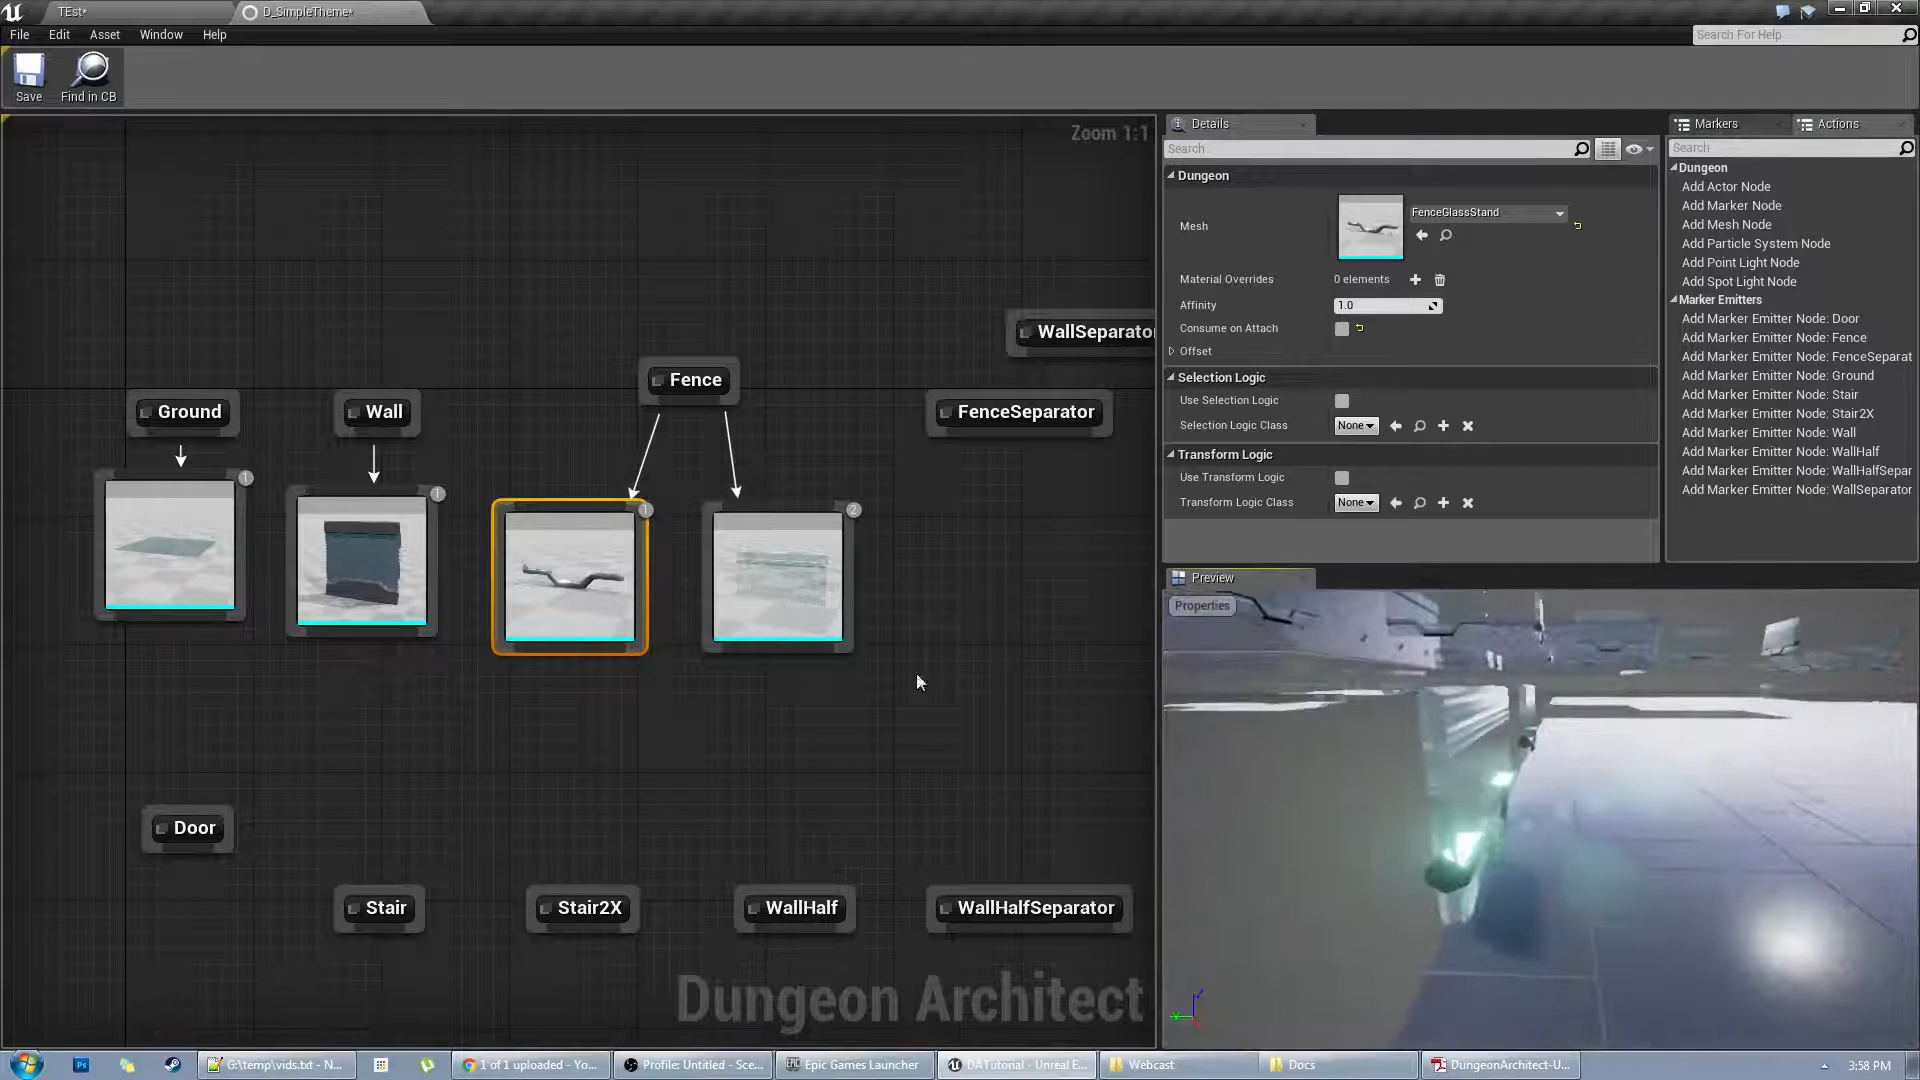 TEst*
D_SimpleTheme*
File Edit Asset Window Help
Search For Help
Save
Find in CB
Zoom 1:1
Ground
Wall
Fence
FenceSeparator
1
1
1
2
Door
Stair
Stair2X
WallHalf
WallHalfSeparator
Dungeon Architect
Details
Search
Dungeon
Mesh
FenceGlassStand
Material Overrides 0 elements
Affinity 1.0
Consume on Attach
Offset
Selection Logic
Use Selection Logic
Selection Logic Class None
Transform Logic
Use Transform Logic
Transform Logic Class None
Preview
Properties
Markers
Actions
Search
Dungeon
Add Actor Node
Add Marker Node
Add Mesh Node
Add Particle System Node
Add Point Light Node
Add Spot Light Node
Marker Emitters
Add Marker Emitter Node: Door
Add Marker Emitter Node: Fence
Add Marker Emitter Node: FenceSeparat
Add Marker Emitter Node: Ground
Add Marker Emitter Node: Stair
Add Marker Emitter Node: Stair2X
Add Marker Emitter Node: Wall
Add Marker Emitter Node: WallHalf
Add Marker Emitter Node: WallHalfSepar
Add Marker Emitter Node: WallSeparator
WallSeparator
G:\temp\vids.txt - N...
1 of 1 uploaded - Yo...
Profile: Untitled - Sce...
Epic Games Launcher
DATutorial - Unreal E...
Webcast
Docs
DungeonArchitect-U...
3:58 PM